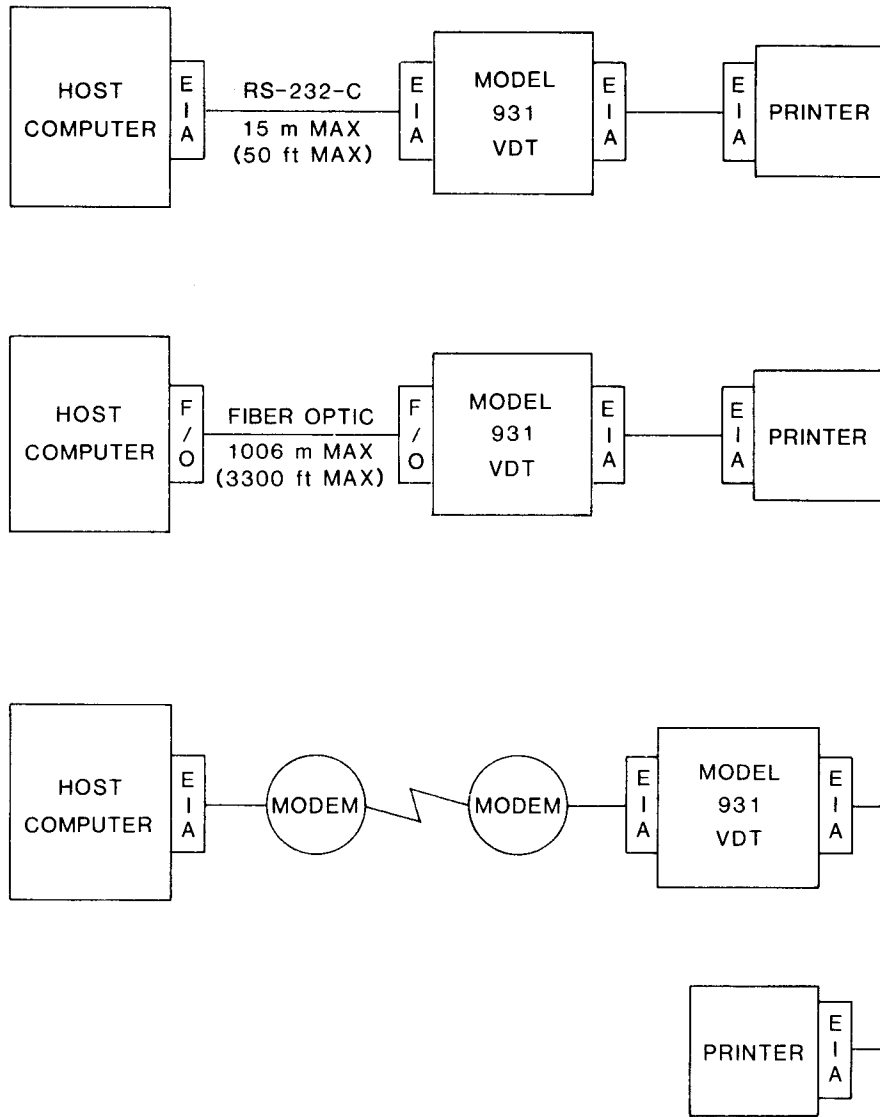 HOST
COMPUTER
E
I
A
RS-232-C
15 m MAX
(50 ft MAX)
E
I
A
MODEL
931
VDT
E
I
A
E
I
A
PRINTER
HOST
COMPUTER
F
/
O
FIBER OPTIC
1006 m MAX
(3300 ft MAX)
F
/
O
MODEL
931
VDT
E
I
A
E
I
A
PRINTER
HOST
COMPUTER
E
I
A
MODEM
MODEM
E
I
A
MODEL
931
VDT
E
I
A
PRINTER
E
I
A